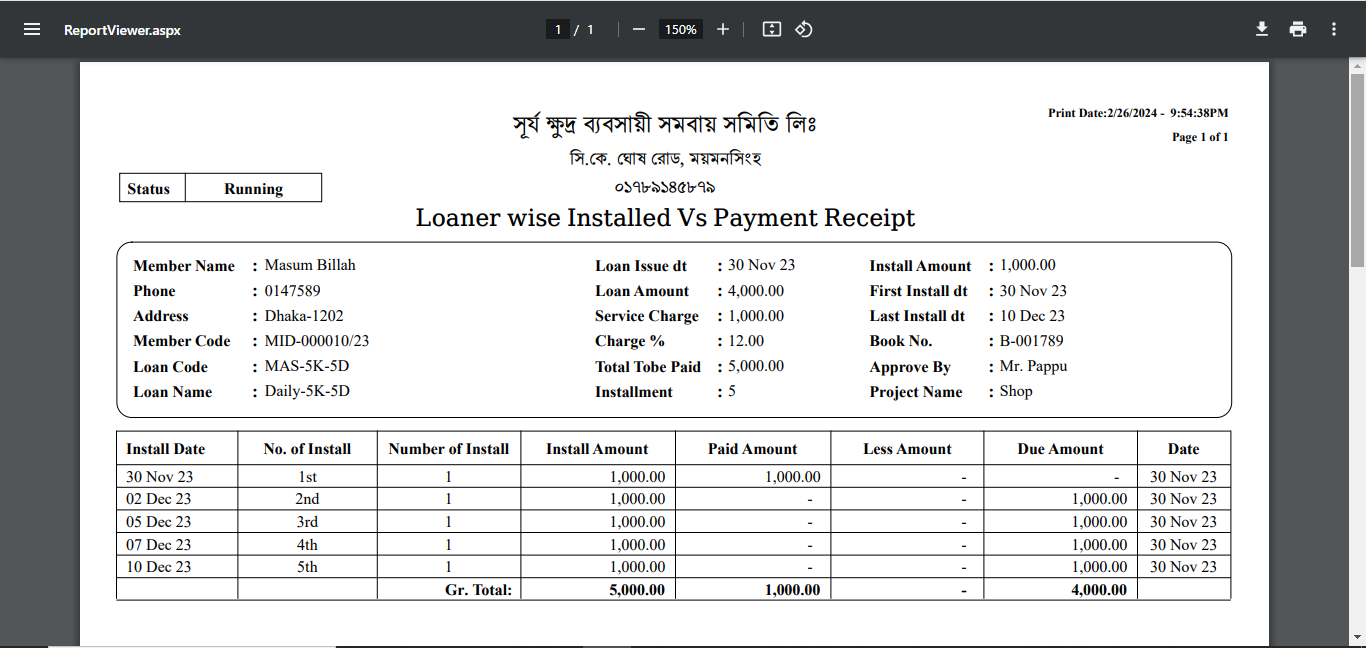 ReportViewer.aspx
1 / 1
150%
Print Date:2/26/2024 - 9:54:38PM
Page 1 of 1
সূর্য ক্ষুদ্র ব্যবসায়ী সমবায় সমিতি লিঃ
সি.কে. ঘোষ রোড, ময়মনসিংহ
০১৭৮৯১৪৫৮৭৯
Status Running
Loaner wise Installed Vs Payment Receipt
Member Name : Masum Billah Loan Issue dt : 30 Nov 23 Install Amount : 1,000.00
Phone : 0147589 Loan Amount : 4,000.00 First Install dt : 30 Nov 23
Address : Dhaka-1202 Service Charge : 1,000.00 Last Install dt : 10 Dec 23
Member Code : MID-000010/23 Charge % : 12.00 Book No. : B-001789
Loan Code : MAS-5K-5D Total Tobe Paid : 5,000.00 Approve By : Mr. Pappu
Loan Name : Daily-5K-5D Installment : 5 Project Name : Shop
Install Date No. of Install Number of Install Install Amount Paid Amount Less Amount Due Amount Date
30 Nov 23 1st 1 1,000.00 1,000.00 - - 30 Nov 23
02 Dec 23 2nd 1 1,000.00 - - 1,000.00 30 Nov 23
05 Dec 23 3rd 1 1,000.00 - - 1,000.00 30 Nov 23
07 Dec 23 4th 1 1,000.00 - - 1,000.00 30 Nov 23
10 Dec 23 5th 1 1,000.00 - - 1,000.00 30 Nov 23
Gr. Total: 5,000.00 1,000.00 - 4,000.00